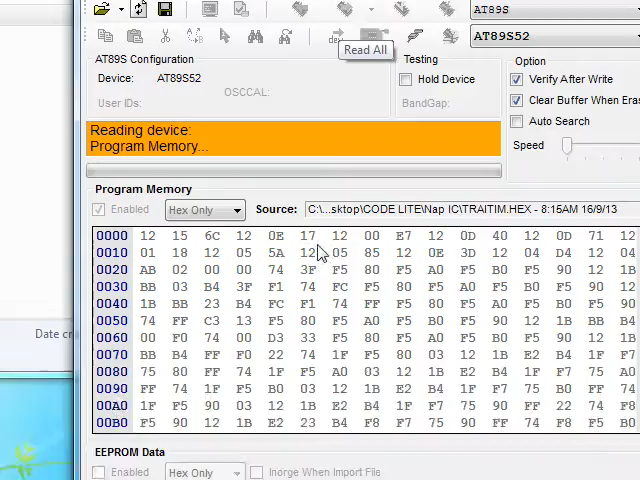 AT89S
AT89S52
Read All
AT89S Configuration
Device: AT89S52
User IDs:
OSCCAL:
Testing
Hold Device
BandGap:
Option
Verify After Write
Clear Buffer When Eras
Auto Search
Speed
Reading device:
Program Memory...
Program Memory
Enabled
Hex Only
Source: C:\...sktop\CODE LITE\Nap IC\TRAITIM.HEX - 8:15AM 16/9/13
0000 12 15 6C 12 0E 17 12 00 E7 12 0D 40 12 0D 71 12
0010 01 18 12 05 5A 12 05 85 12 0E 3D 12 04 D4 12 04
0020 AB 02 00 00 74 3F F5 80 F5 A0 F5 B0 F5 90 12 1B
0030 BB 03 B4 3F F1 74 FC F5 80 F5 A0 F5 B0 F5 90 12
0040 1B BB 23 B4 FC F1 74 FF F5 80 F5 A0 F5 B0 F5 90
0050 74 FF C3 13 F5 80 F5 A0 F5 B0 F5 90 12 1B BB B4
0060 00 F0 74 00 D3 33 F5 80 F5 A0 F5 B0 F5 90 12 1B
0070 BB B4 FF F0 22 74 1F F5 80 03 12 1B E2 B4 1F F7
0080 75 80 FF 74 1F F5 A0 03 12 1B E2 B4 1F F7 75 A0
0090 FF 74 1F F5 B0 03 12 1B E2 B4 1F F7 75 B0 FF 74
00A0 1F F5 90 03 12 1B E2 B4 1F F7 75 90 FF 22 74 F8
00B0 F5 90 12 1B E2 23 B4 F8 F7 75 90 FF 74 F8 F5 B0
Date cr
EEPROM Data
Enabled
Hex Only
Inorge When Import File